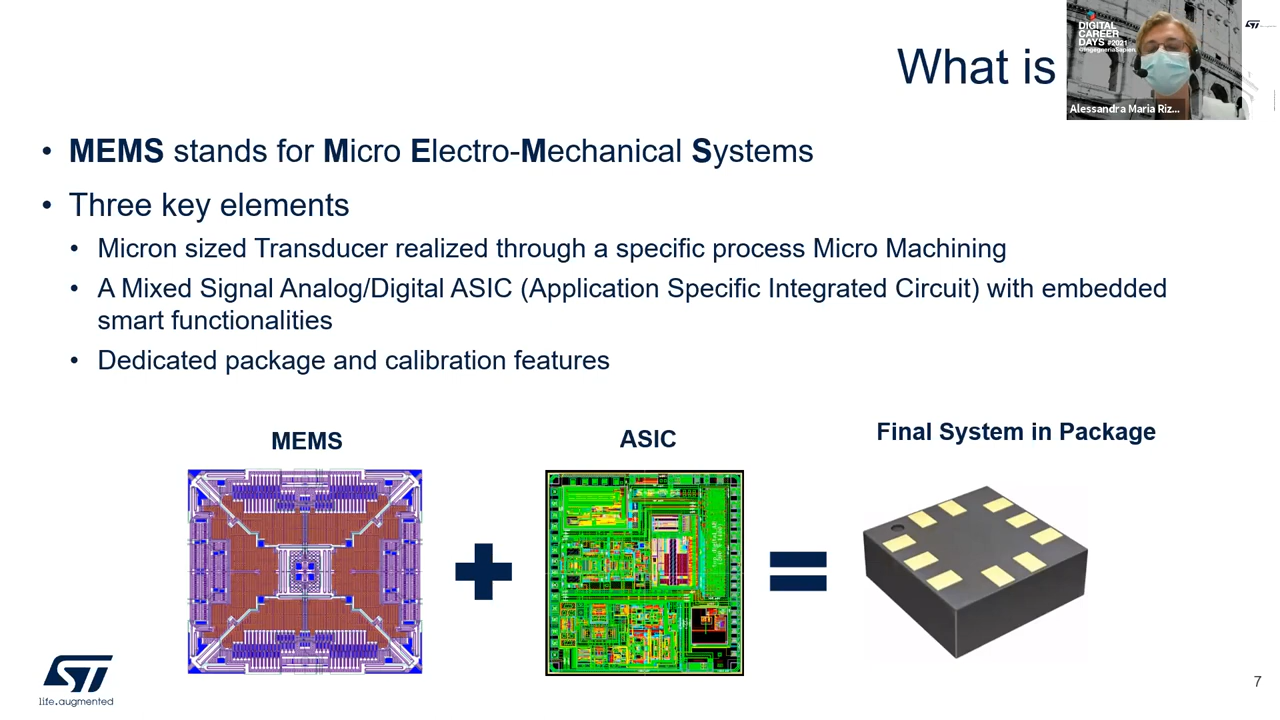 What is
DIGITAL
CAREER
DAYS #2021
Alessandra Maria Riz...
• MEMS stands for Micro Electro-Mechanical Systems
• Three key elements
• Micron sized Transducer realized through a specific process Micro Machining
• A Mixed Signal Analog/Digital ASIC (Application Specific Integrated Circuit) with embedded
smart functionalities
• Dedicated package and calibration features
MEMS
ASIC
Final System in Package
ST
life.augmented
7